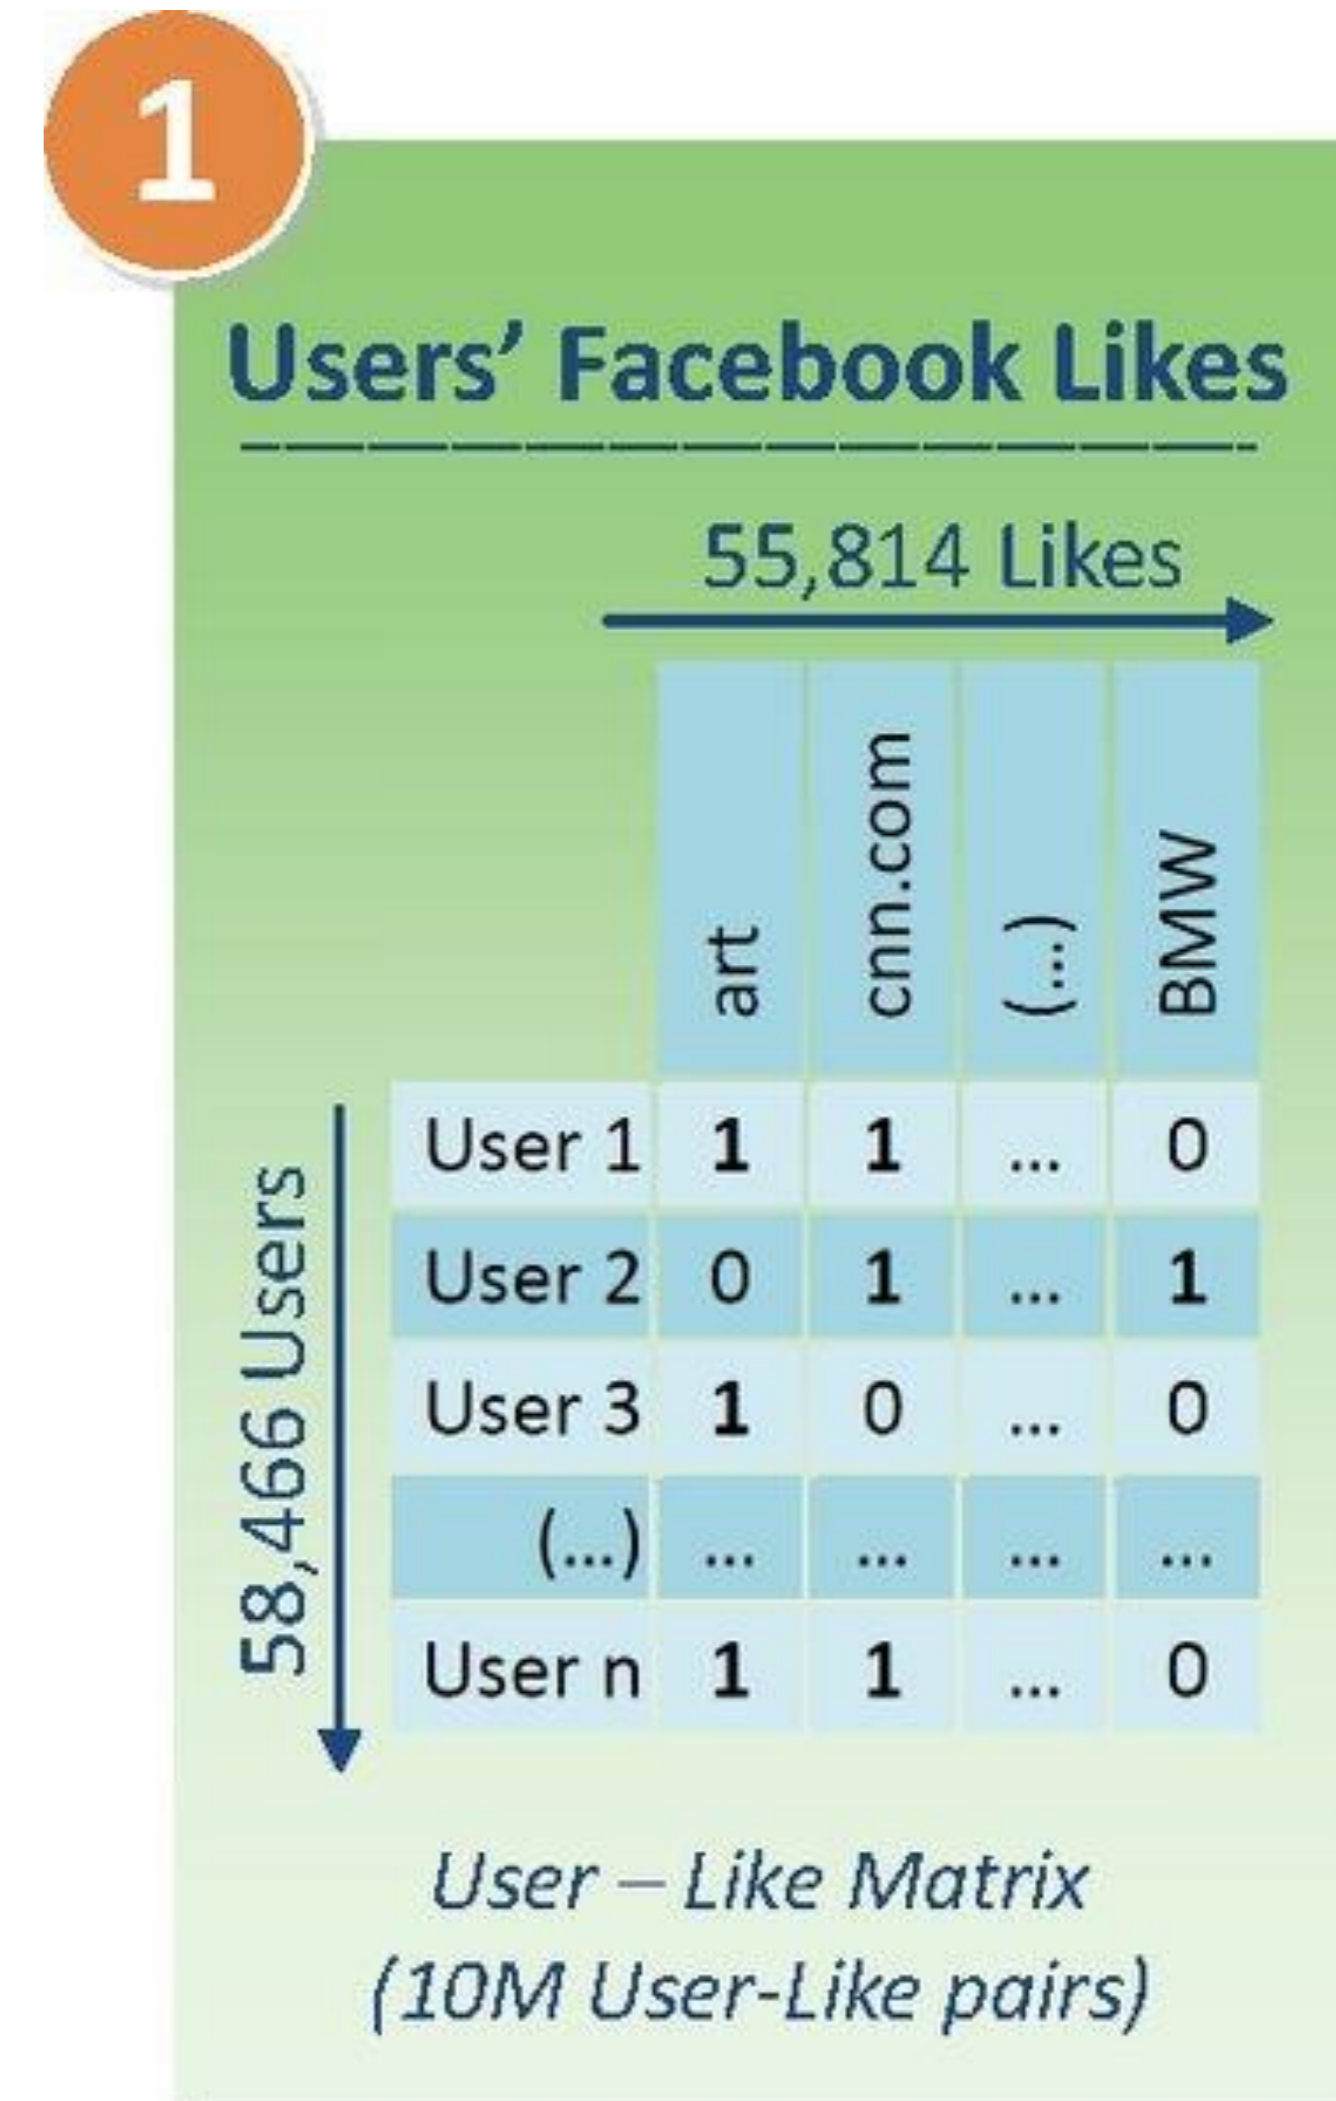 1
Users’ Facebook Likes
55,814 Likes
art cnn.com (...) BMW
58,466 Users
User 1 1 1 ... 0
User 2 0 1 ... 1
User 3 1 0 ... 0
(...) ... ... ... ...
User n 1 1 ... 0
User – Like Matrix
(10M User-Like pairs)